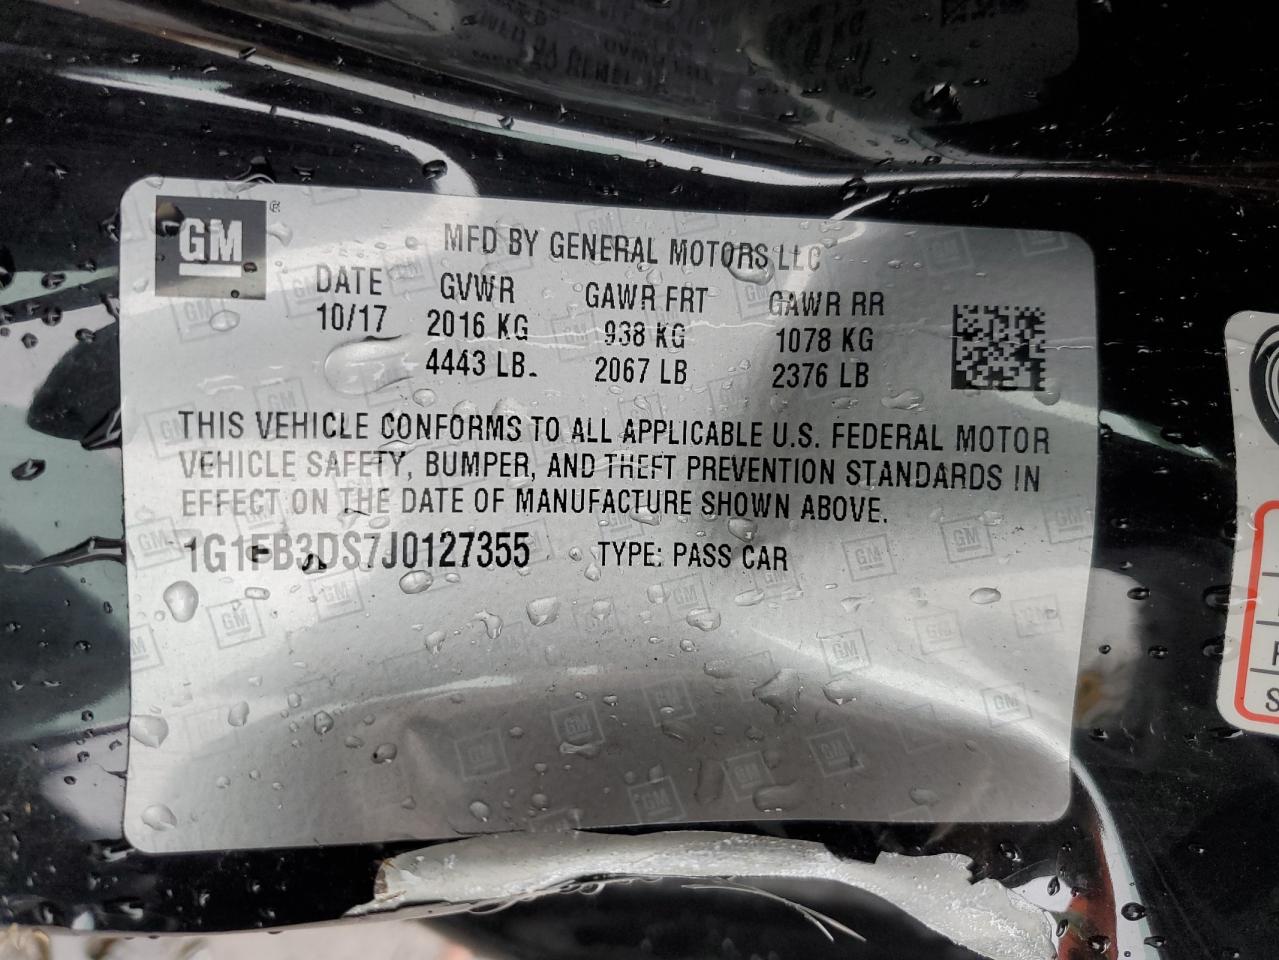 GM
MFD BY GENERAL MOTORS LLC
DATE GVWR GAWR FRT GAWR RR
10/17 2016 KG 938 KG 1078 KG
4443 LB 2067 LB 2376 LB
THIS VEHICLE CONFORMS TO ALL APPLICABLE U.S. FEDERAL MOTOR
VEHICLE SAFETY, BUMPER, AND THEFT PREVENTION STANDARDS IN
EFFECT ON THE DATE OF MANUFACTURE SHOWN ABOVE.
1G1FB3DS7J0127355 TYPE: PASS CAR